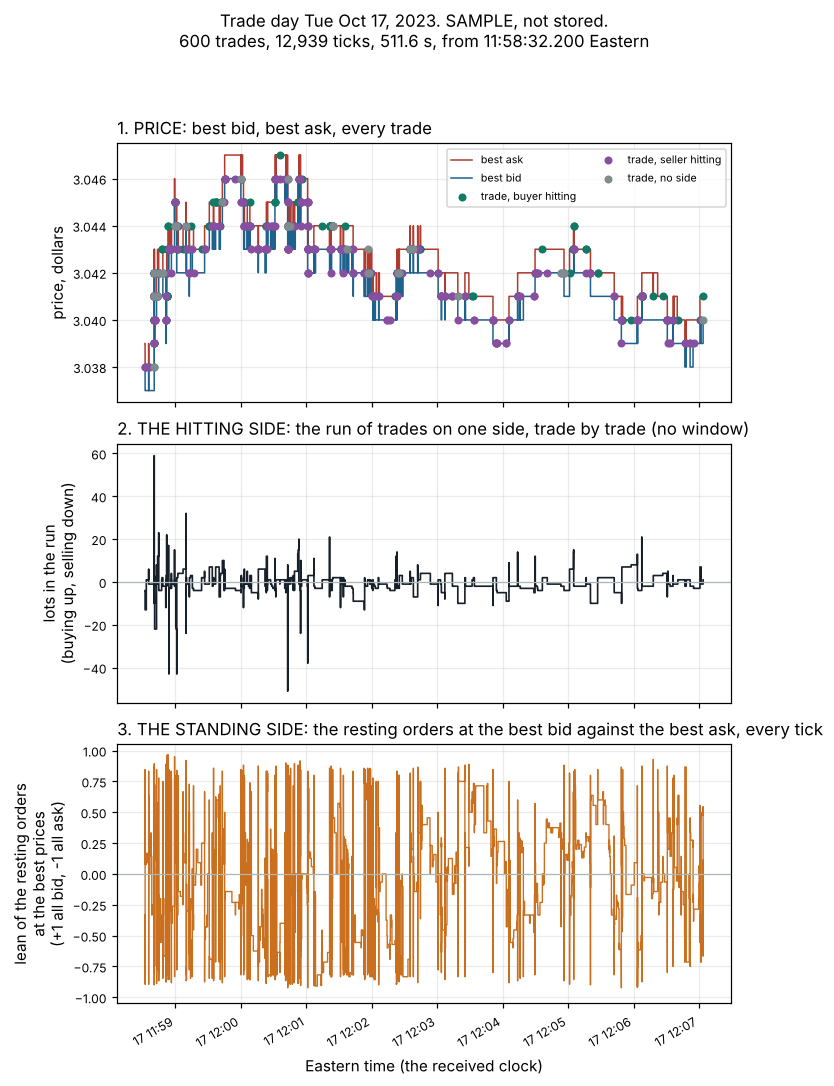 Trade day Tue Oct 17, 2023. SAMPLE, not stored.
600 trades, 12,939 ticks, 511.6 s, from 11:58:32.200 Eastern
1. PRICE: best bid, best ask, every trade
best ask
best bid
trade, buyer hitting
trade, seller hitting
trade, no side
price, dollars
3.046
3.044
3.042
3.040
3.038
2. THE HITTING SIDE: the run of trades on one side, trade by trade (no window)
lots in the run
(buying up, selling down)
60
40
20
0
−20
−40
3. THE STANDING SIDE: the resting orders at the best bid against the best ask, every tick
lean of the resting orders
at the best prices
(+1 all bid, -1 all ask)
1.00
0.75
0.50
0.25
0.00
−0.25
−0.50
−0.75
−1.00
17 11:59
17 12:00
17 12:01
17 12:02
17 12:03
17 12:04
17 12:05
17 12:06
17 12:07
Eastern time (the received clock)